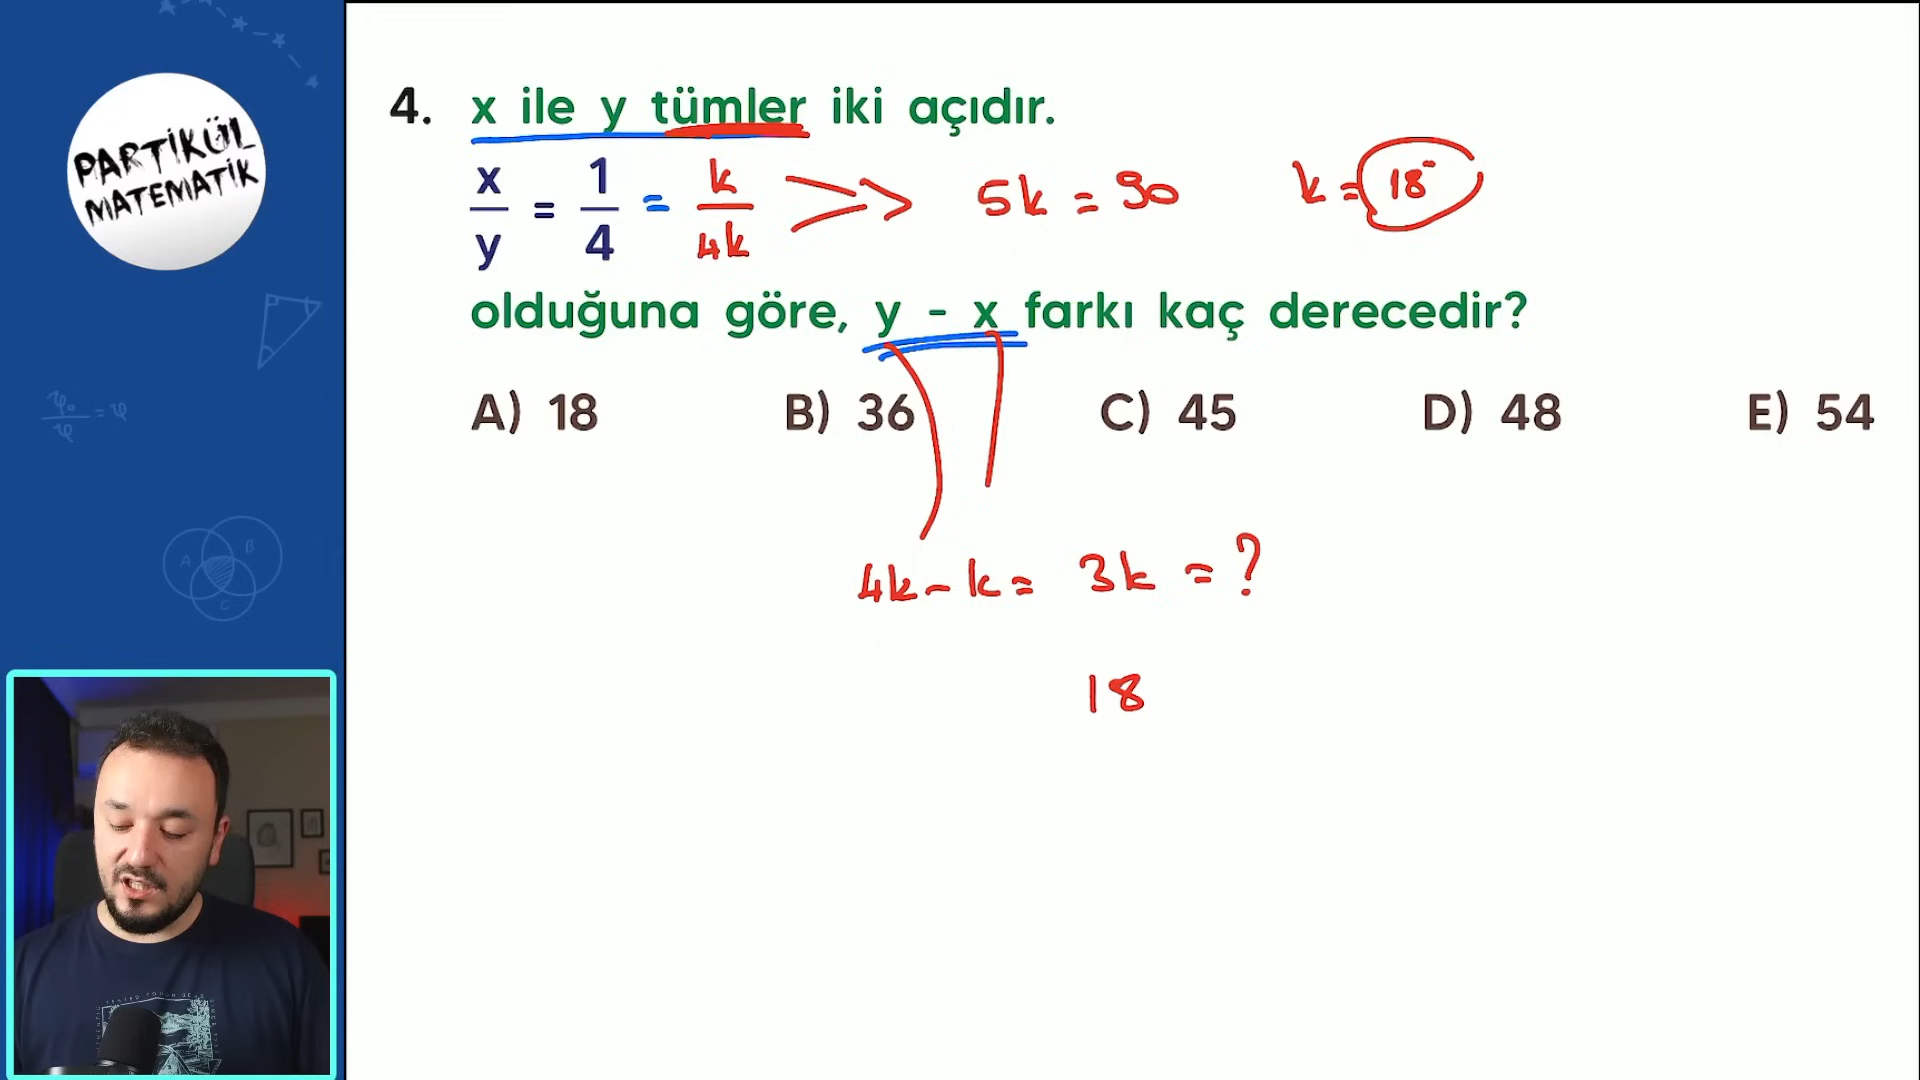 PARTİKÜL
MATEMATİK
4. x ile y tümler iki açıdır.
x/y = 1/4 = k/4k >> 5k = 90 k = 18°
olduğuna göre, y - x farkı kaç derecedir?
A) 18 B) 36 C) 45 D) 48 E) 54
4k - k = 3k = ?
18
A B
C